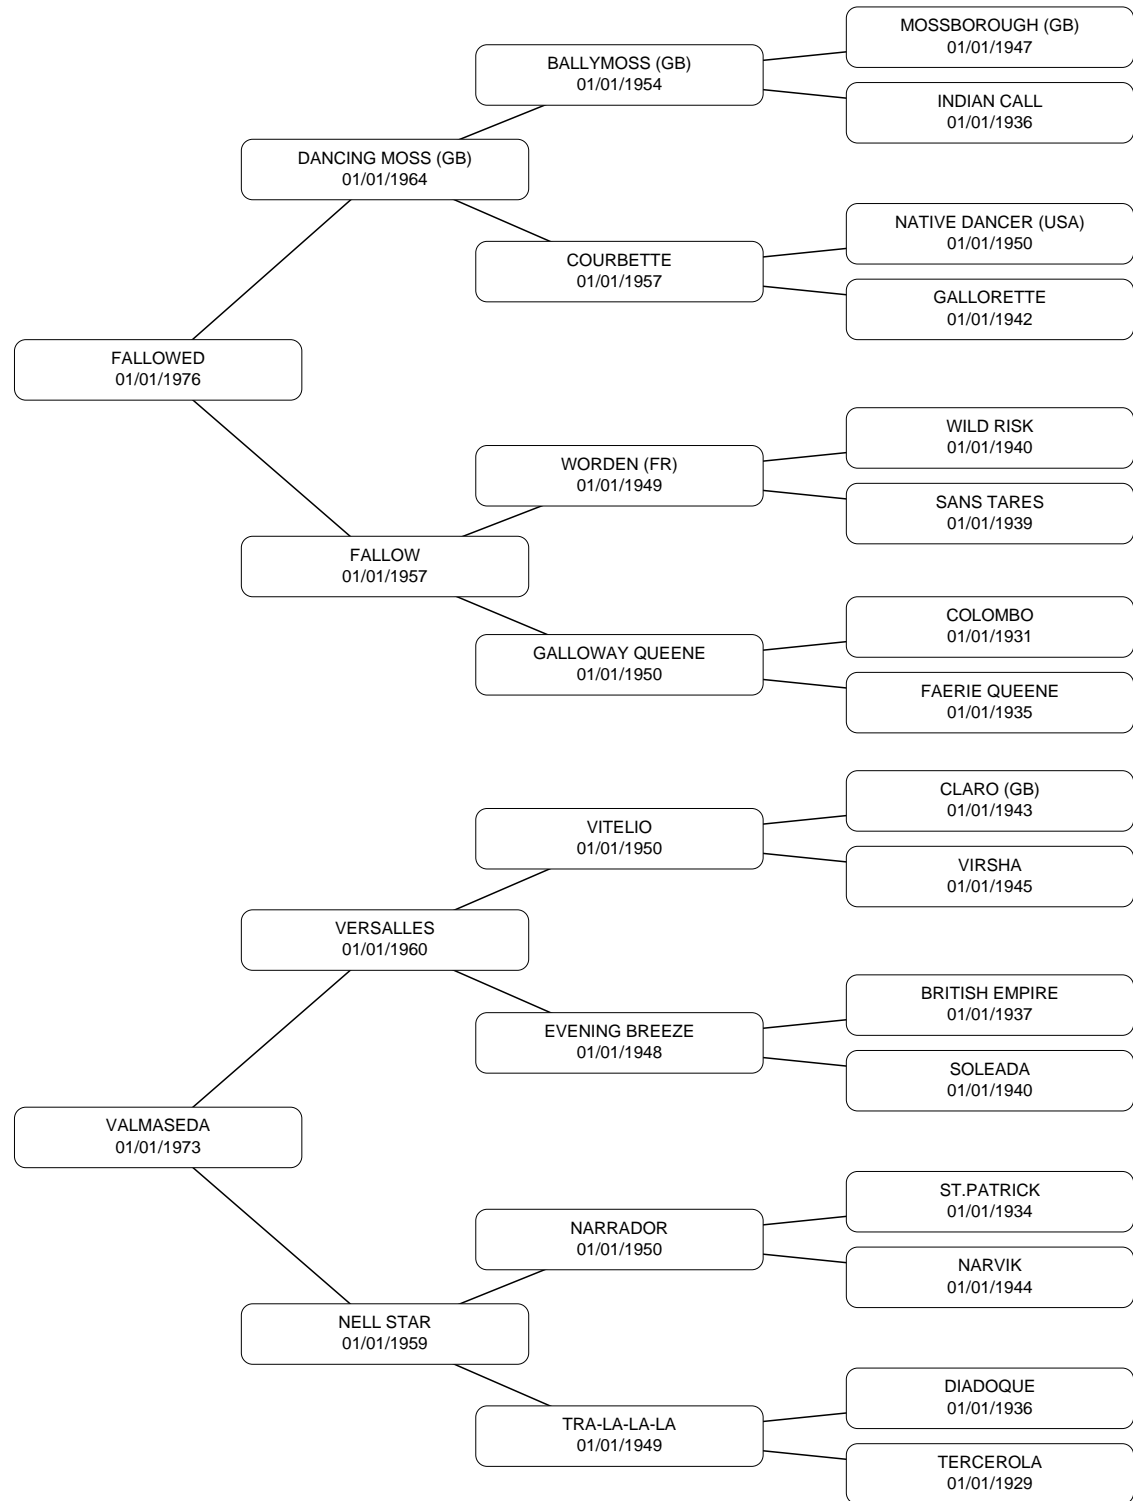 MOSSBOROUGH (GB)
01/01/1947
BALLYMOSS (GB)
01/01/1954
INDIAN CALL
01/01/1936
DANCING MOSS (GB)
01/01/1964
NATIVE DANCER (USA)
01/01/1950
COURBETTE
01/01/1957
GALLORETTE
01/01/1942
FALLOWED
01/01/1976
WILD RISK
01/01/1940
WORDEN (FR)
01/01/1949
SANS TARES
01/01/1939
FALLOW
01/01/1957
COLOMBO
01/01/1931
GALLOWAY QUEENE
01/01/1950
FAERIE QUEENE
01/01/1935
CLARO (GB)
01/01/1943
VITELIO
01/01/1950
VIRSHA
01/01/1945
VERSALLES
01/01/1960
BRITISH EMPIRE
01/01/1937
EVENING BREEZE
01/01/1948
SOLEADA
01/01/1940
VALMASEDA
01/01/1973
ST.PATRICK
01/01/1934
NARRADOR
01/01/1950
NARVIK
01/01/1944
NELL STAR
01/01/1959
DIADOQUE
01/01/1936
TRA-LA-LA-LA
01/01/1949
TERCEROLA
01/01/1929